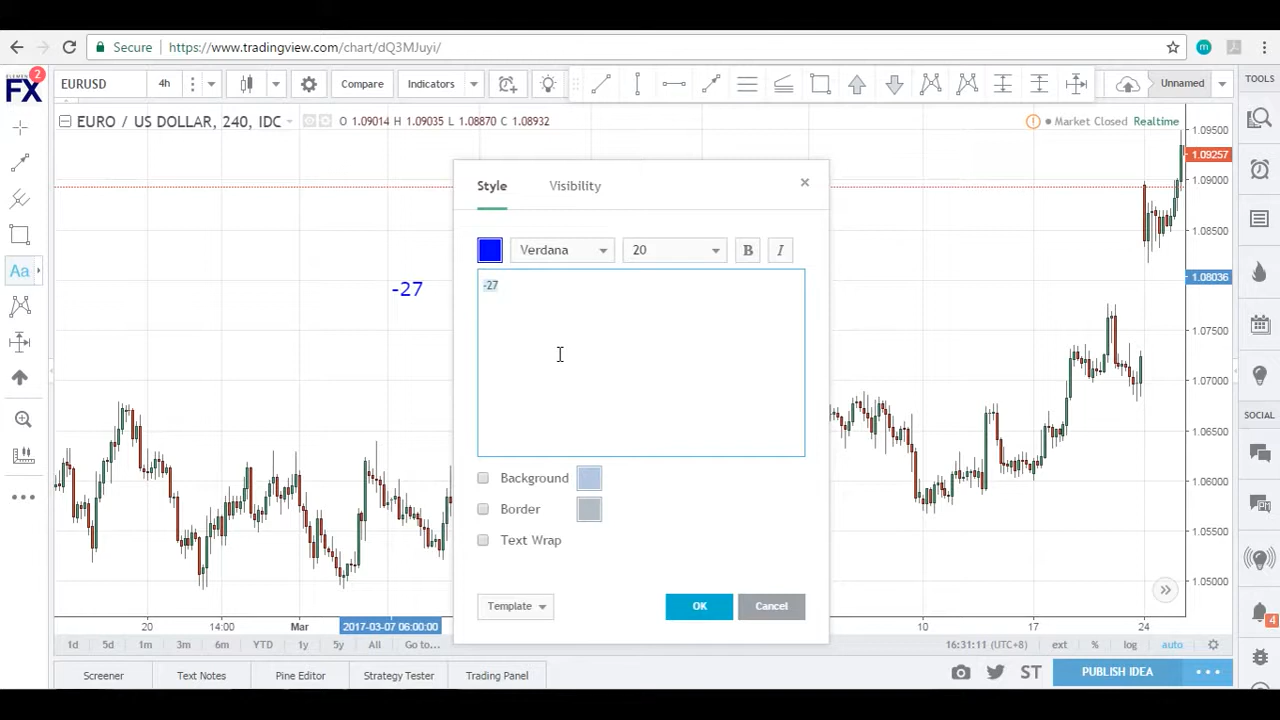 Secure https://www.tradingview.com/chart/dQ3MJuyi/
m
ELEMENT
FX
2
EURUSD 4h Compare Indicators Unnamed
TOOLS
EURO / US DOLLAR, 240, IDC O 1.09014 H 1.09035 L 1.08870 C 1.08932
Market Closed Realtime
1.09500
1.09257
1.09000
1.08500
1.08036
1.07500
1.07000
1.06500
1.06000
1.05500
1.05000
Style Visibility
Verdana 20 B I
-27
-27
Aa
Background
Border
Text Wrap
Template OK Cancel
SOCIAL
4
20 14:00 Mar 2017-03-07 06:00:00 10 17 24
1d 5d 1m 3m 6m YTD 1y 5y All Go to... 16:31:11 (UTC+8) ext % log auto
Screener Text Notes Pine Editor Strategy Tester Trading Panel ST PUBLISH IDEA